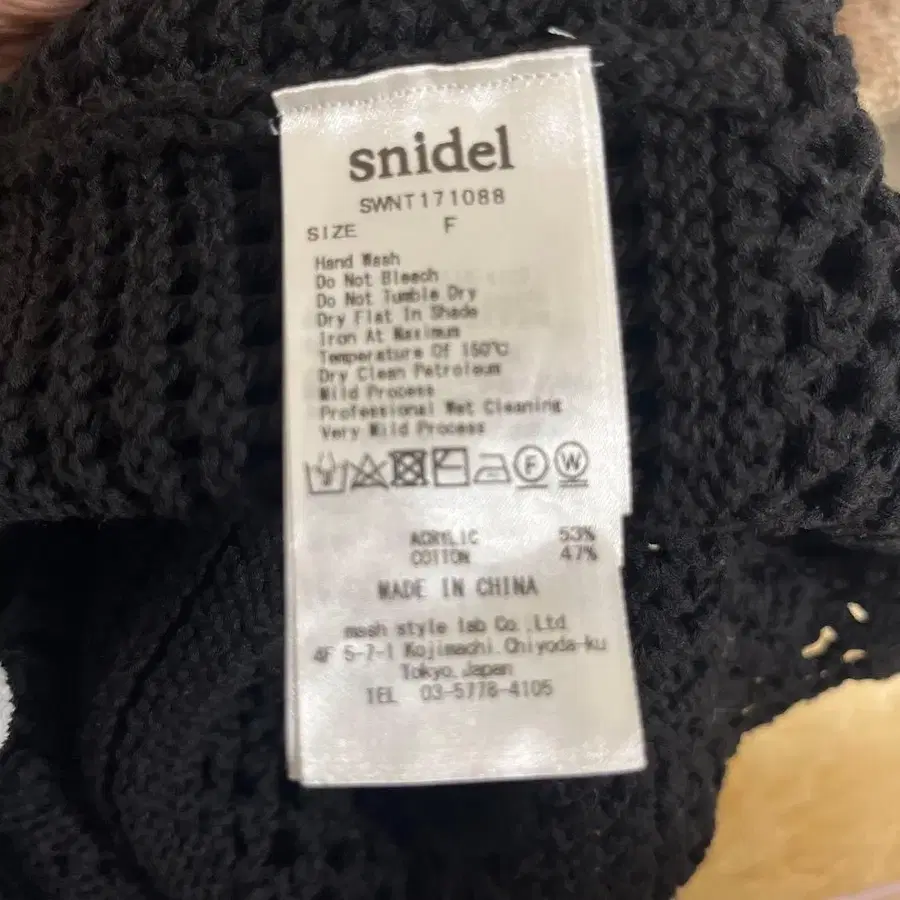 snidel
SWNT171088
SIZE F
Hand Wash
Do Not Bleach
Do Not Tumble Dry
Dry Flat In Shade
Iron At Maximum
Temperature Of 150℃
Dry Clean Petroleum
Mild Process
Professional Wet Cleaning
Very Mild Process
F W
ACRYLIC 53%
COTTON 47%
MADE IN CHINA
mash style lab Co.,Ltd.
4F 5-7-1 Kojimachi.Chiyoda-ku
Tokyo.Japan
TEL 03-5778-4105